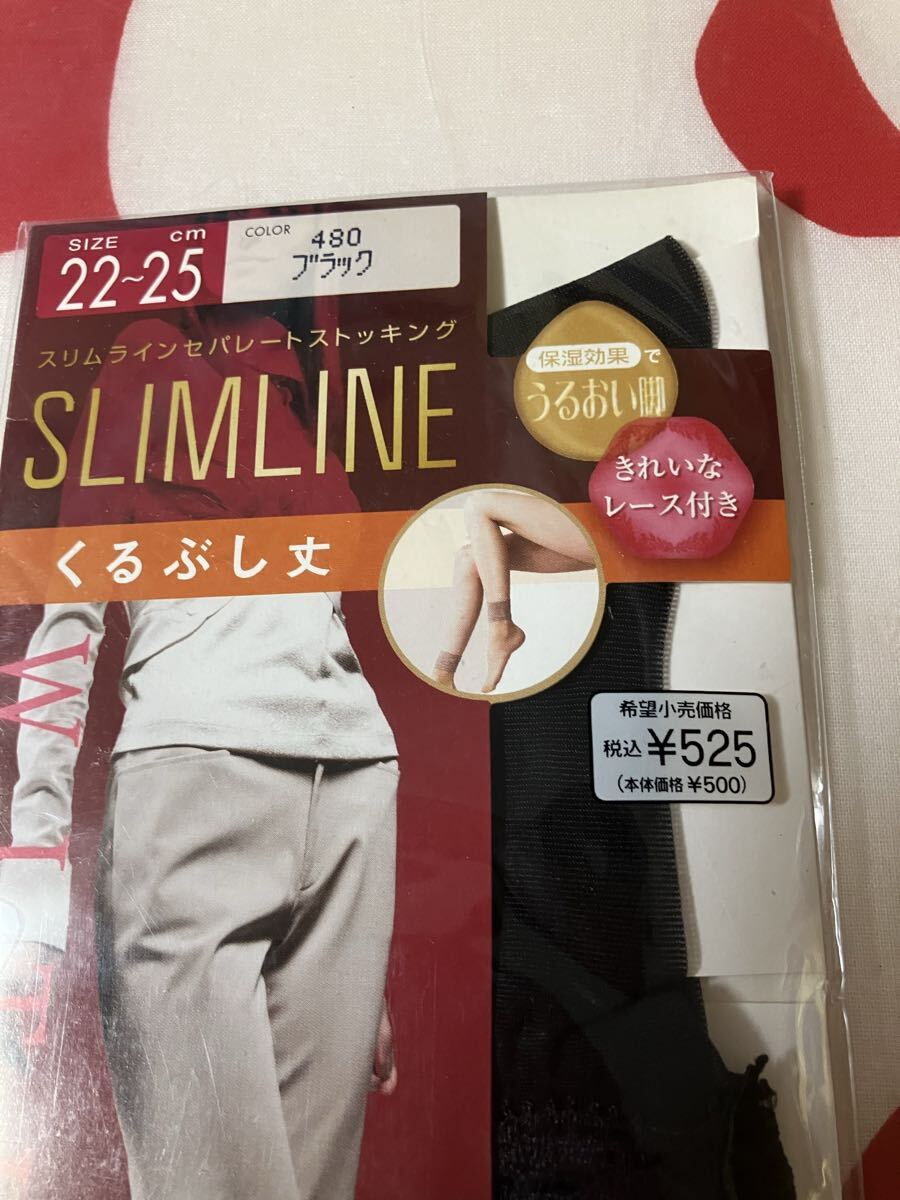 SIZE cm
22~25
COLOR 480
ブラック
スリムラインセパレートストッキング
SLIMLINE
保湿効果で
うるおい脚
きれいな
レース付き
くるぶし丈
希望小売価格
税込¥525
(本体価格¥500)